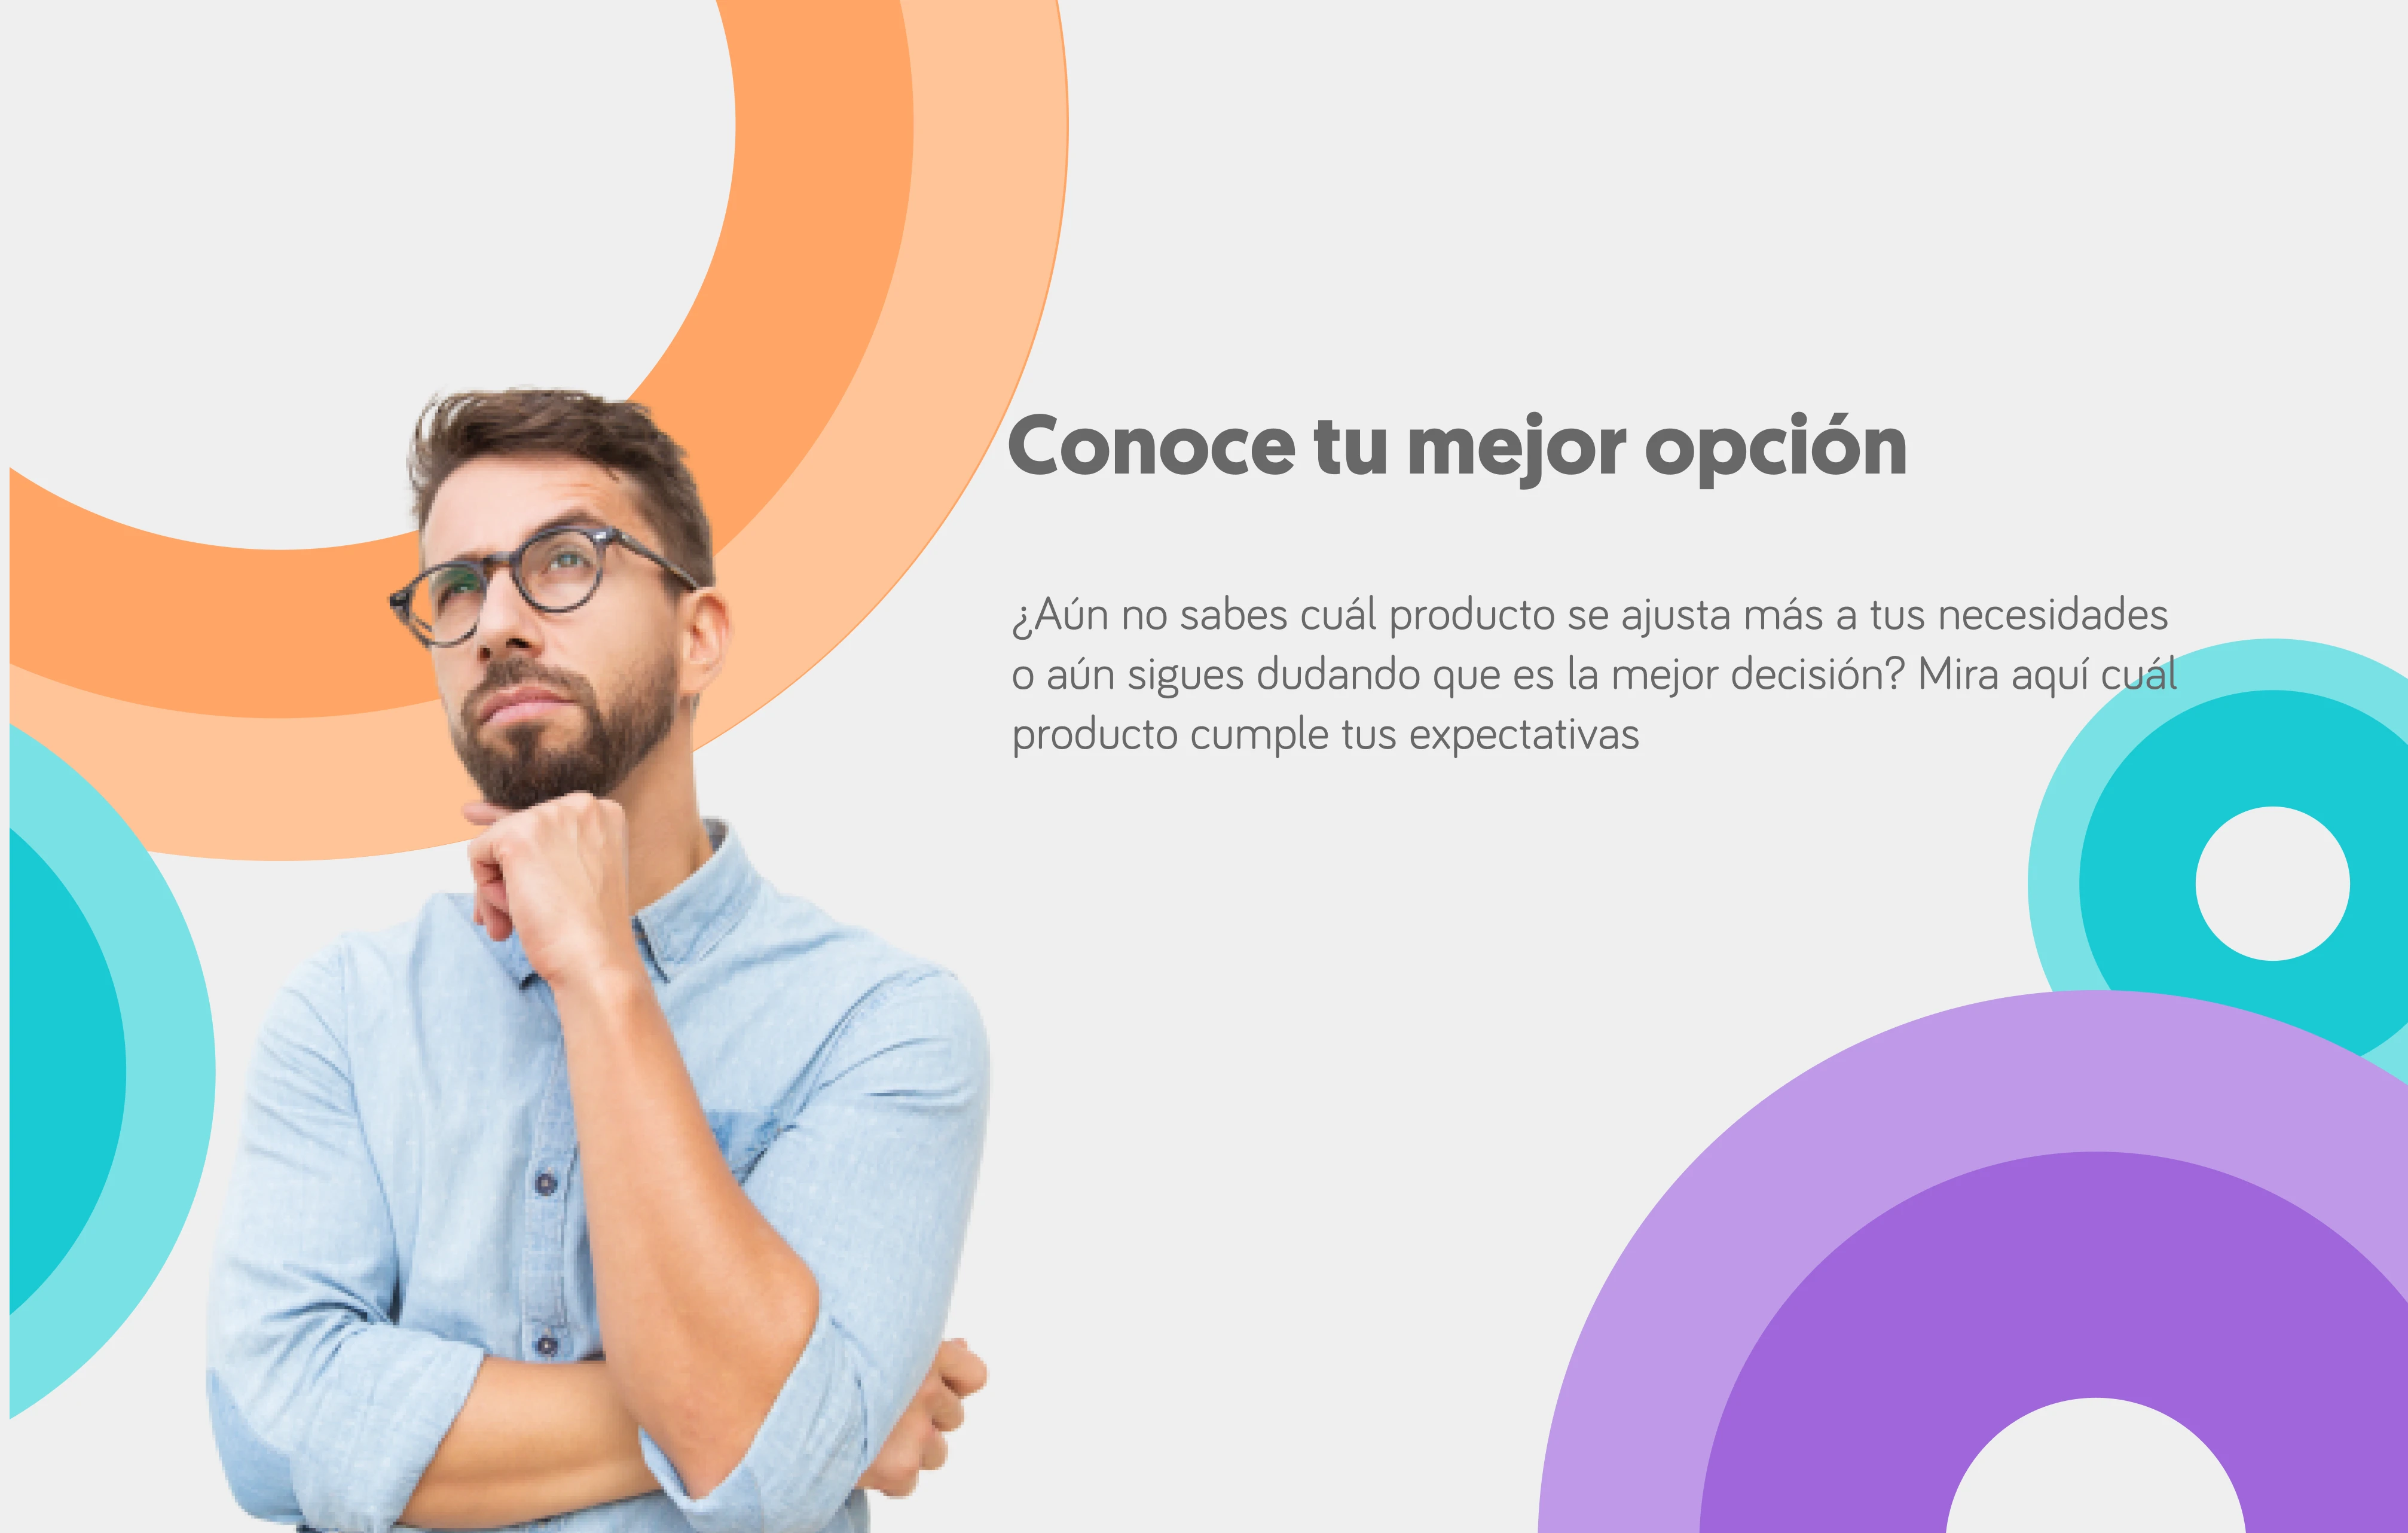 Conoce tu mejor opción
¿Aún no sabes cuál producto se ajusta más a tus necesidades
o aún sigues dudando que es la mejor decisión? Mira aquí cuál
producto cumple tus expectativas